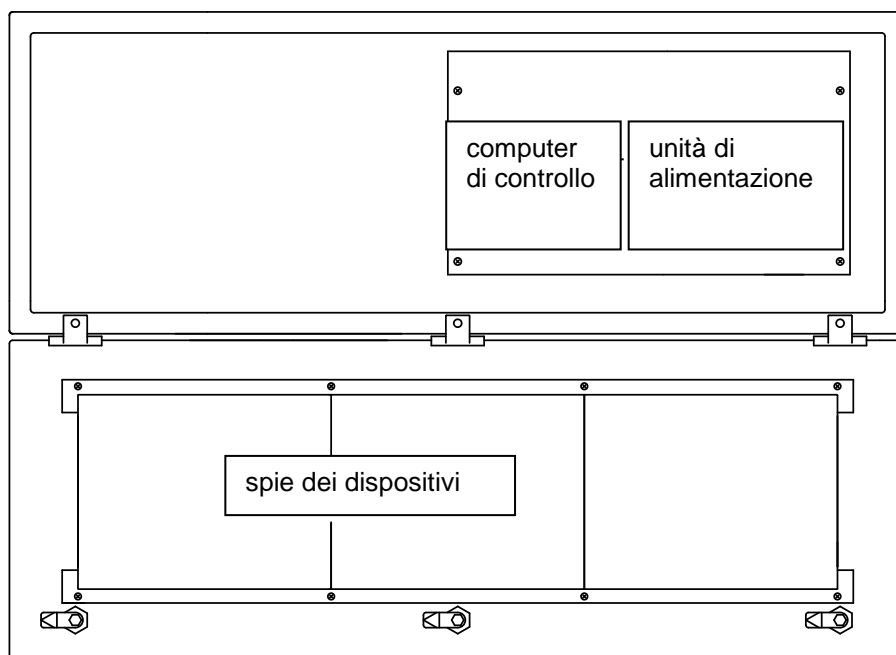 computer
di controllo
unità di
alimentazione
spie dei dispositivi